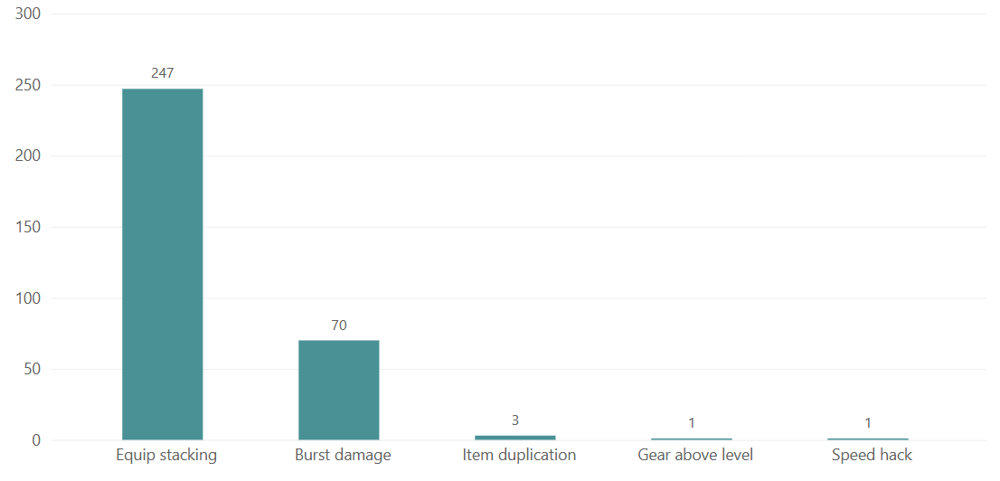 300
250
200
150
100
50
0
247
70
3
1
1
Equip stacking
Burst damage
Item duplication
Gear above level
Speed hack